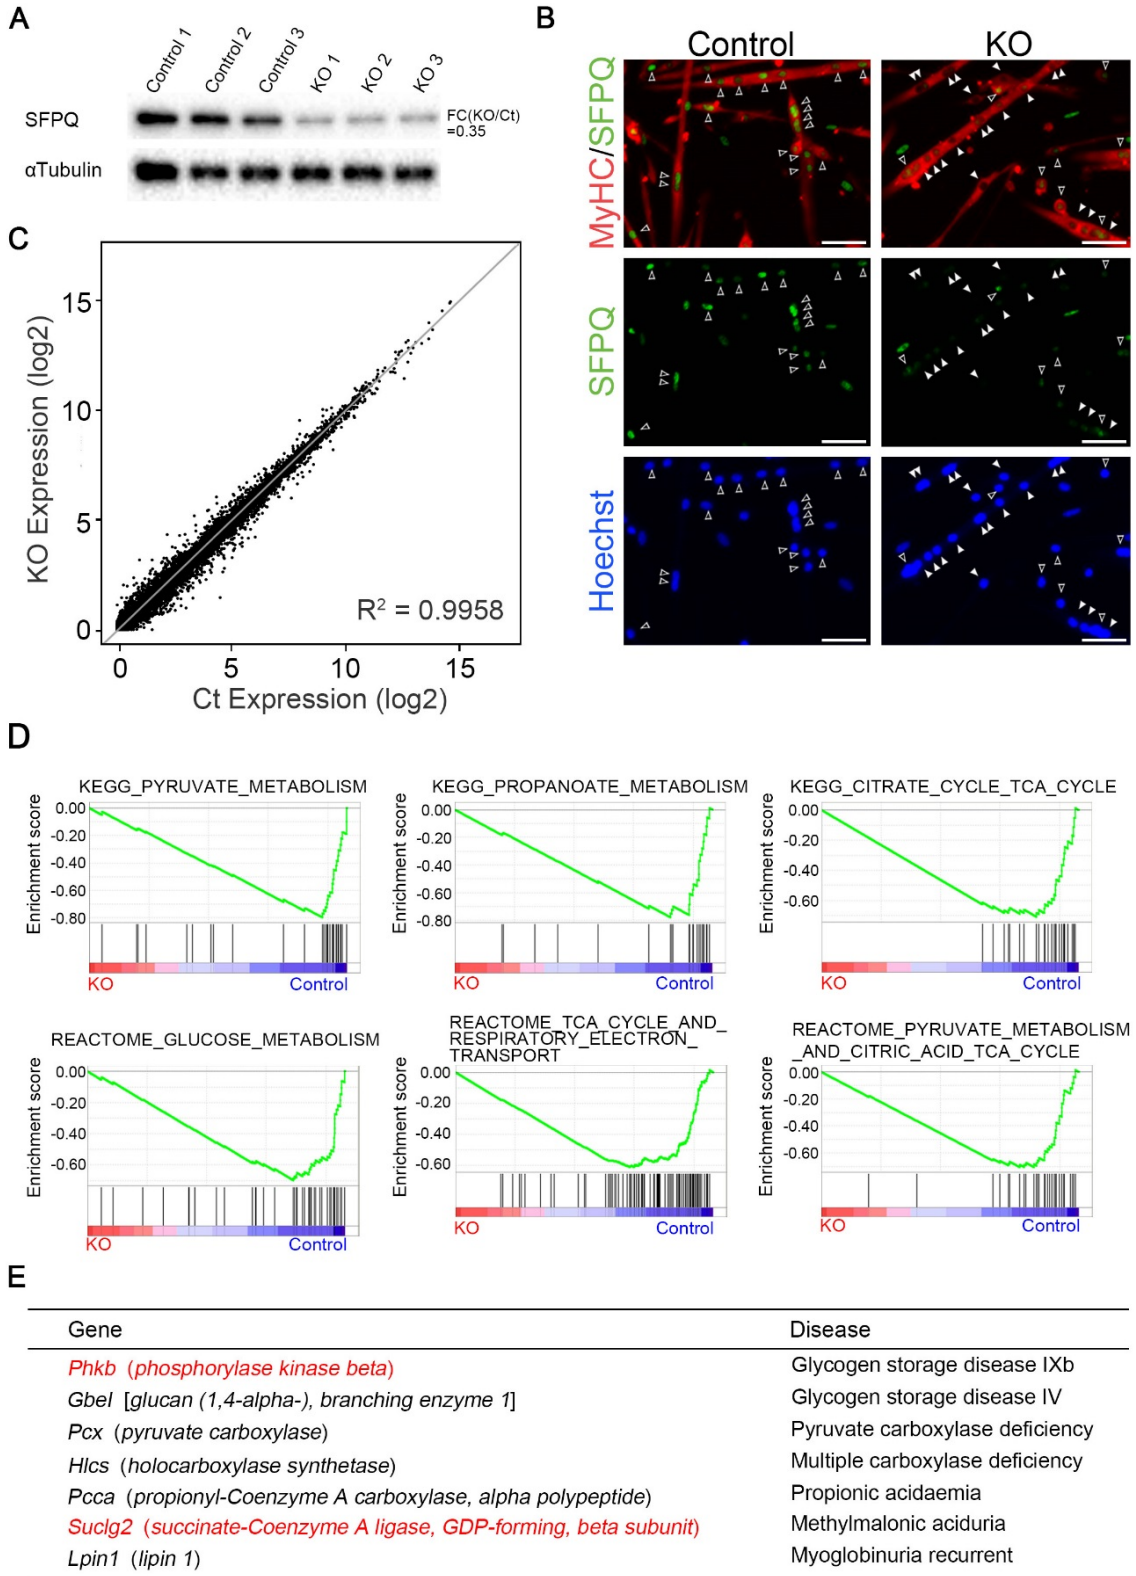 A
Control 1
Control 2
Control 3
KO 1
KO 2
KO 3
SFPQ
FC(KO/Ct)
=0.35
αTubulin
B
Control
KO
MyHC/SFPQ
SFPQ
Hoechst
C
KO Expression (log2)
15
10
5
0
R² = 0.9958
0
5
10
15
Ct Expression (log2)
D
KEGG_PYRUVATE_METABOLISM
Enrichment score
0.00
-0.20
-0.40
-0.60
-0.80
KO
Control
KEGG_PROPANOATE_METABOLISM
Enrichment score
0.00
-0.20
-0.40
-0.60
-0.80
KO
Control
KEGG_CITRATE_CYCLE_TCA_CYCLE
Enrichment score
0.00
-0.20
-0.40
-0.60
KO
Control
REACTOME_GLUCOSE_METABOLISM
Enrichment score
0.00
-0.20
-0.40
-0.60
KO
Control
REACTOME_TCA_CYCLE_AND_
RESPIRATORY_ELECTRON_
TRANSPORT
Enrichment score
0.00
-0.20
-0.40
-0.60
KO
Control
REACTOME_PYRUVATE_METABOLISM
_AND_CITRIC_ACID_TCA_CYCLE
Enrichment score
0.00
-0.20
-0.40
-0.60
KO
Control
E
Gene Disease
Phkb (phosphorylase kinase beta) Glycogen storage disease IXb
Gbel [glucan (1,4-alpha-), branching enzyme 1] Glycogen storage disease IV
Pcx (pyruvate carboxylase) Pyruvate carboxylase deficiency
Hlcs (holocarboxylase synthetase) Multiple carboxylase deficiency
Pcca (propionyl-Coenzyme A carboxylase, alpha polypeptide) Propionic acidaemia
Suclg2 (succinate-Coenzyme A ligase, GDP-forming, beta subunit) Methylmalonic aciduria
Lpin1 (lipin 1) Myoglobinuria recurrent